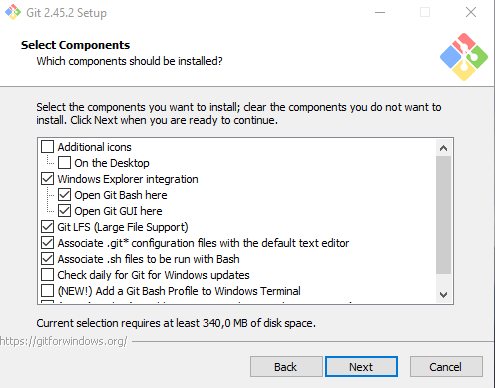 Git 2.45.2 Setup
Select Components
Which components should be installed?
Select the components you want to install; clear the components you do not want to
install. Click Next when you are ready to continue.
Additional icons
On the Desktop
Windows Explorer integration
Open Git Bash here
Open Git GUI here
Git LFS (Large File Support)
Associate .git* configuration files with the default text editor
Associate .sh files to be run with Bash
Check daily for Git for Windows updates
(NEW!) Add a Git Bash Profile to Windows Terminal
Current selection requires at least 340,0 MB of disk space.
https://gitforwindows.org/
Back
Next
Cancel